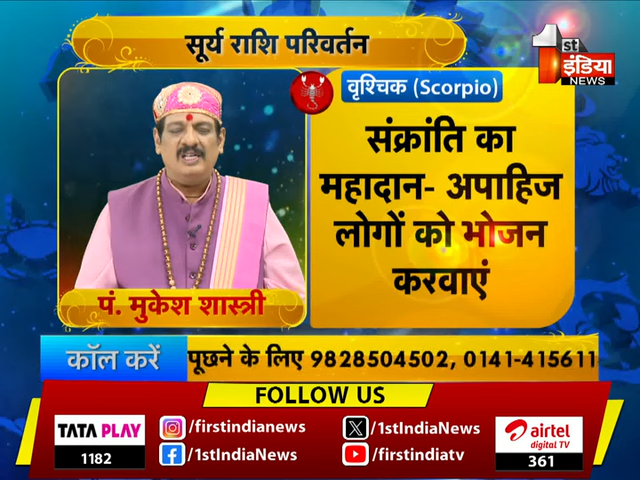 सूर्य राशि परिवर्तन
1st
इंडिया
NEWS
वृश्चिक (Scorpio)
संक्रांति का
महादान- अपाहिज
लोगों को भोजन
करवाएं
पं. मुकेश शास्त्री
कॉल करें
पूछने के लिए 9828504502, 0141-415611
FOLLOW US
TATA PLAY
1182
/firstindianews
/1stIndiaNews
/1stIndiaNews
/firstindiatv
airtel
digital TV
361